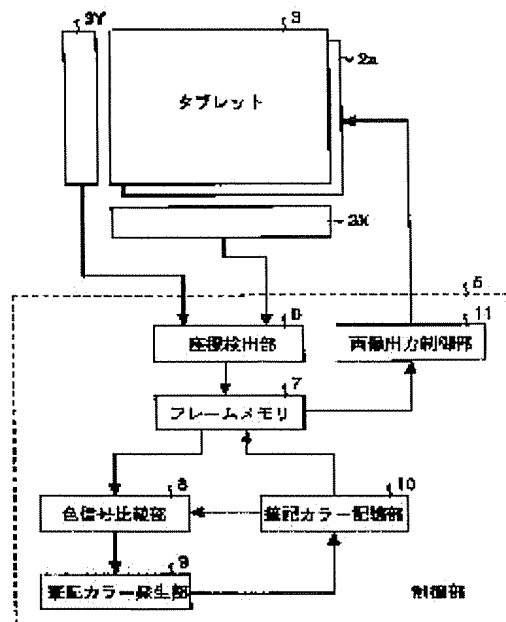 3Y
3
2a
タブレット
3X
5
6
11
座標検出部
画像出力制御部
7
フレームメモリ
8
10
色信号比較部
筆記カラー記憶部
9
筆記カラー発生部
制御部